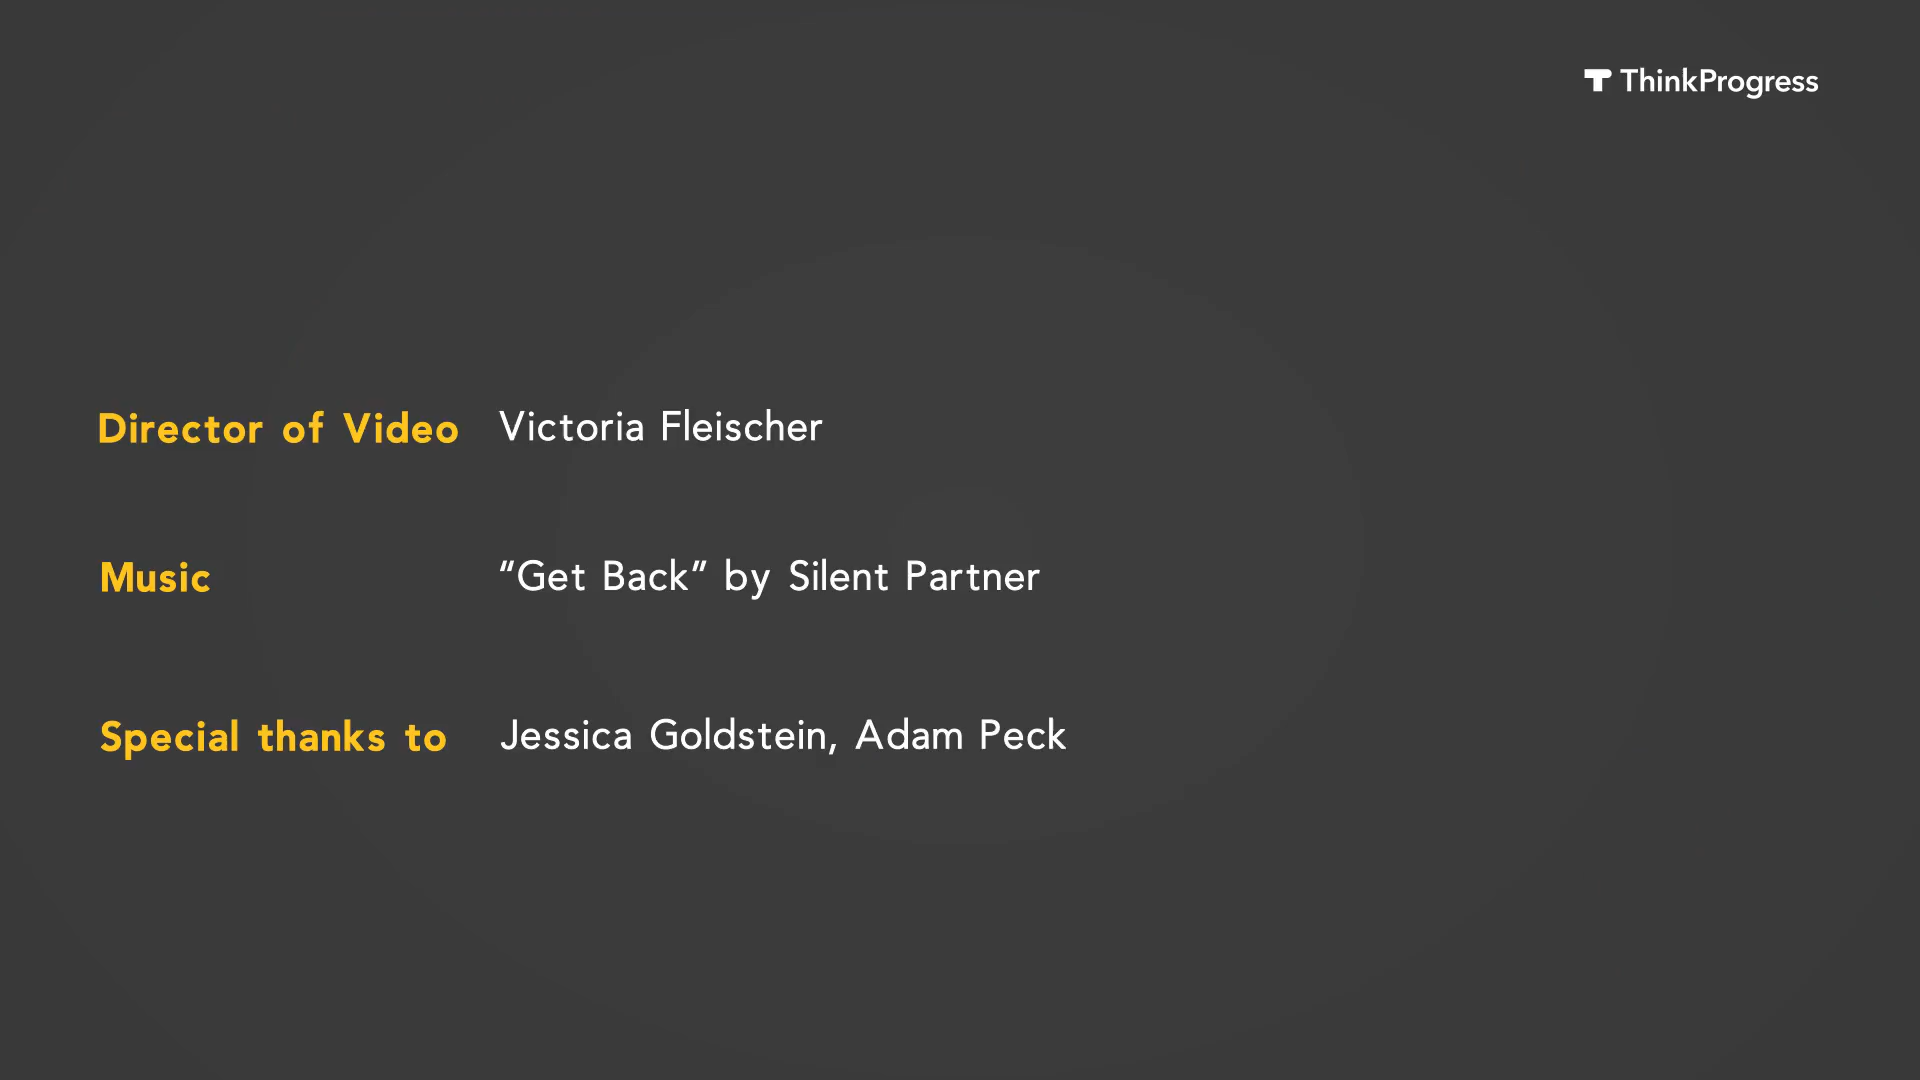 ThinkProgress
Director of Video Victoria Fleischer
Music “Get Back” by Silent Partner
Special thanks to Jessica Goldstein, Adam Peck